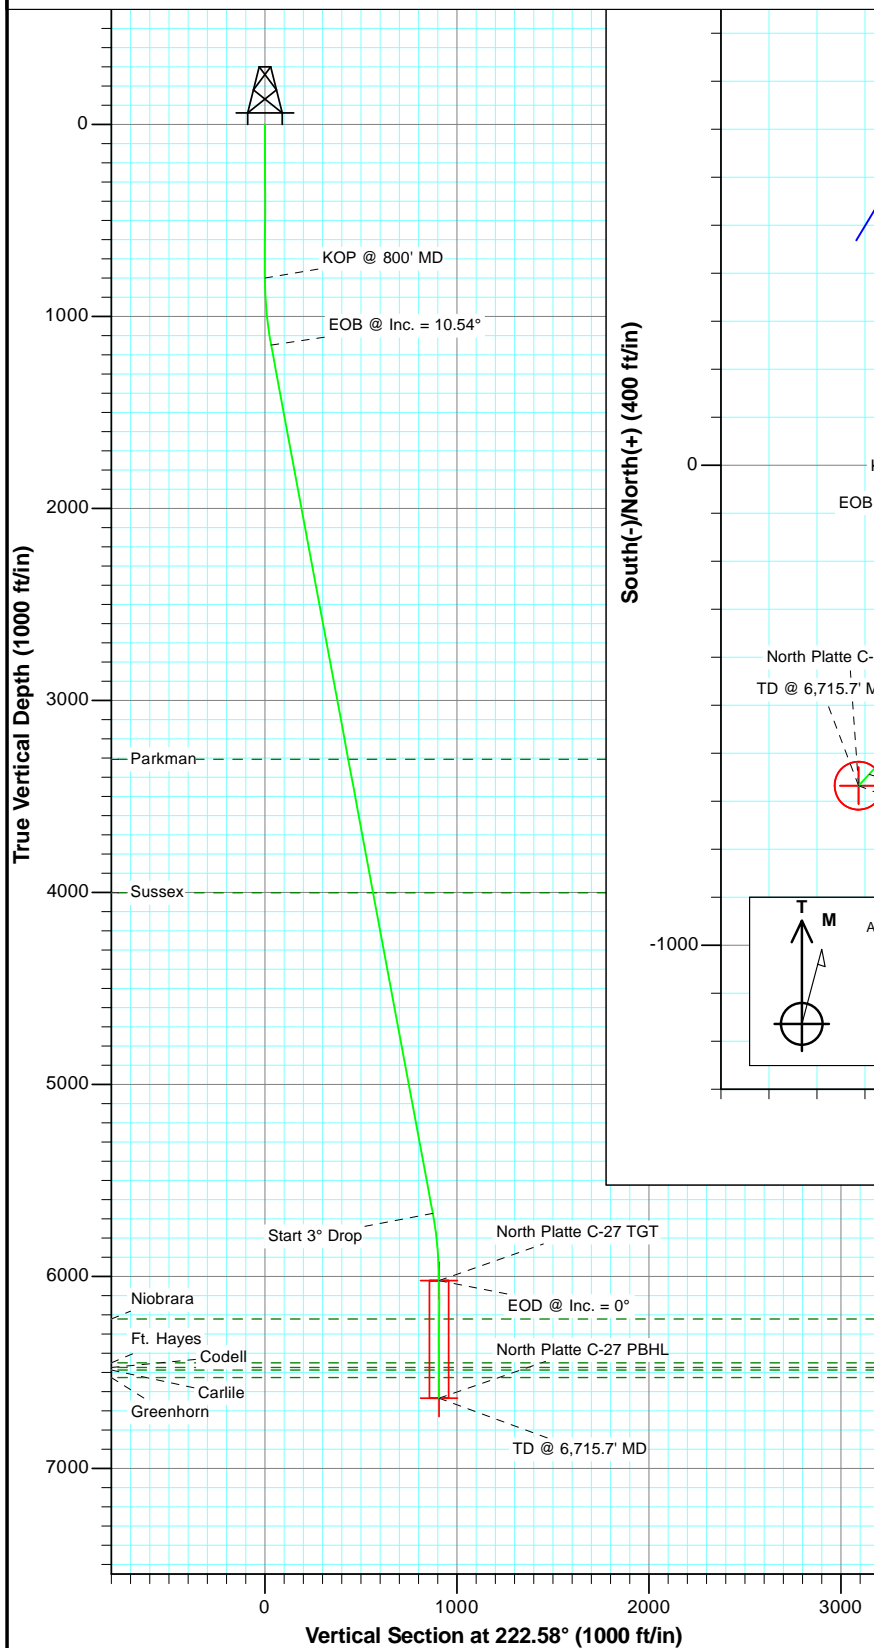 0
KOP @ 800' MD
1000
EOB @ Inc. = 10.54°
2000
3000
Parkman
4000
Sussex
5000
Start 3° Drop
North Platte C-27 TGT
6000
EOD @ Inc. = 0°
Niobrara
Ft. Hayes
Codell
North Platte C-27 PBHL
Carlile
Greenhorn
TD @ 6,715.7' MD
7000
0
1000
2000
3000
True Vertical Depth (1000 ft/in)
Vertical Section at 222.58° (1000 ft/in)
South(-)/North(+) (400 ft/in)
0
EOB
North Platte C-
TD @ 6,715.7' M
-1000
T
M
A